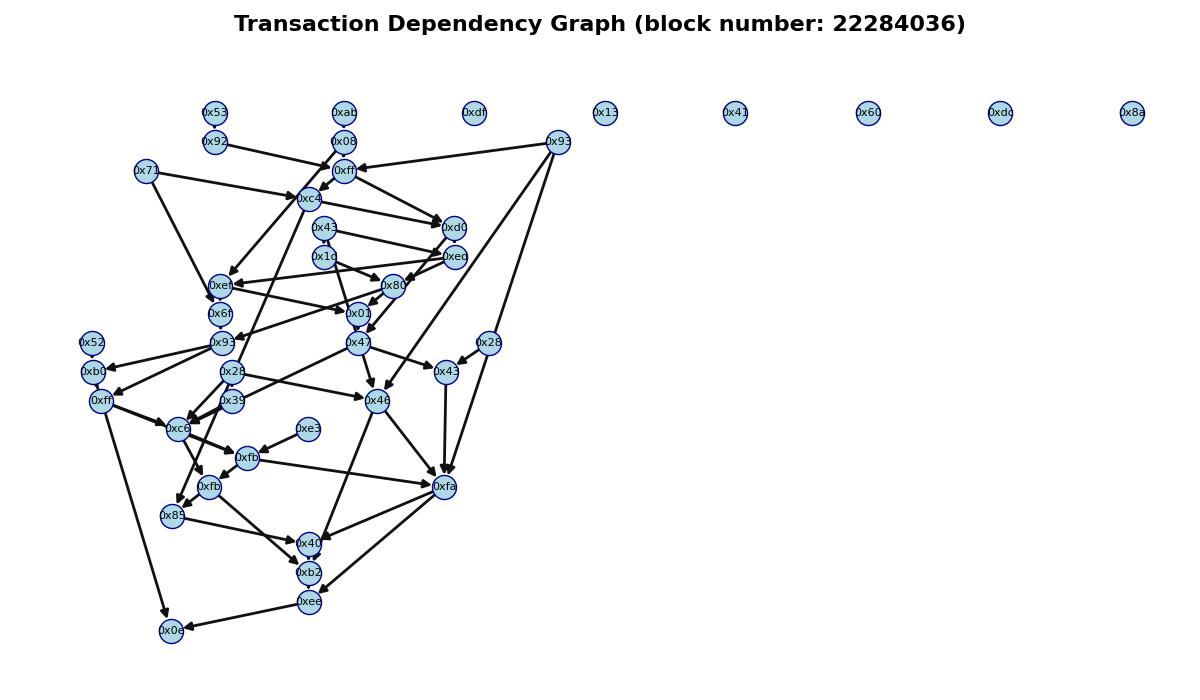 Transaction Dependency Graph (block number: 22284036)
0x53 0xab 0xdf 0x13 0x41 0x60 0xdc 0x8a
0x92 0x08 0x93
0x71 0xff
0xc4
0x43 0xd0
0x1d 0xed
0xef 0x80
0x6f 0x01
0x52 0x93 0x47 0x28
0xb0 0x28 0x43
0xff 0x39 0x46
0xc6 0xe3
0xfb
0xfb 0xfa
0x85
0x40
0xb2
0xee
0x0e